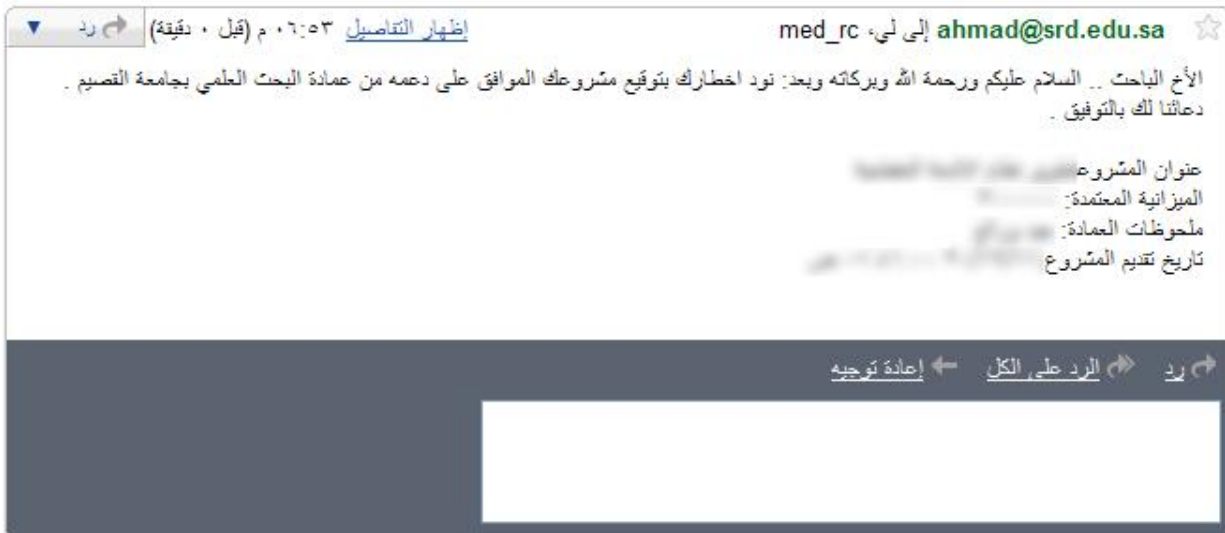 ahmad@srd.edu.sa إلى لي، med_rc إظهار التفاصيل ٠٦:٥٣ م (قبل ٠ دقيقة) رد
الأخ الباحث .. السلام عليكم ورحمة الله وبركاته وبعد: نود اخطارك بتوقيع مشروعك الموافق على دعمه من عمادة البحث العلمي بجامعة القصيم .
دعائنا لك بالتوفيق .
عنوان المشروع
الميزانية المعتمدة:
ملحوظات العمادة:
تاريخ تقديم المشروع
رد الرد على الكل إعادة توجيه